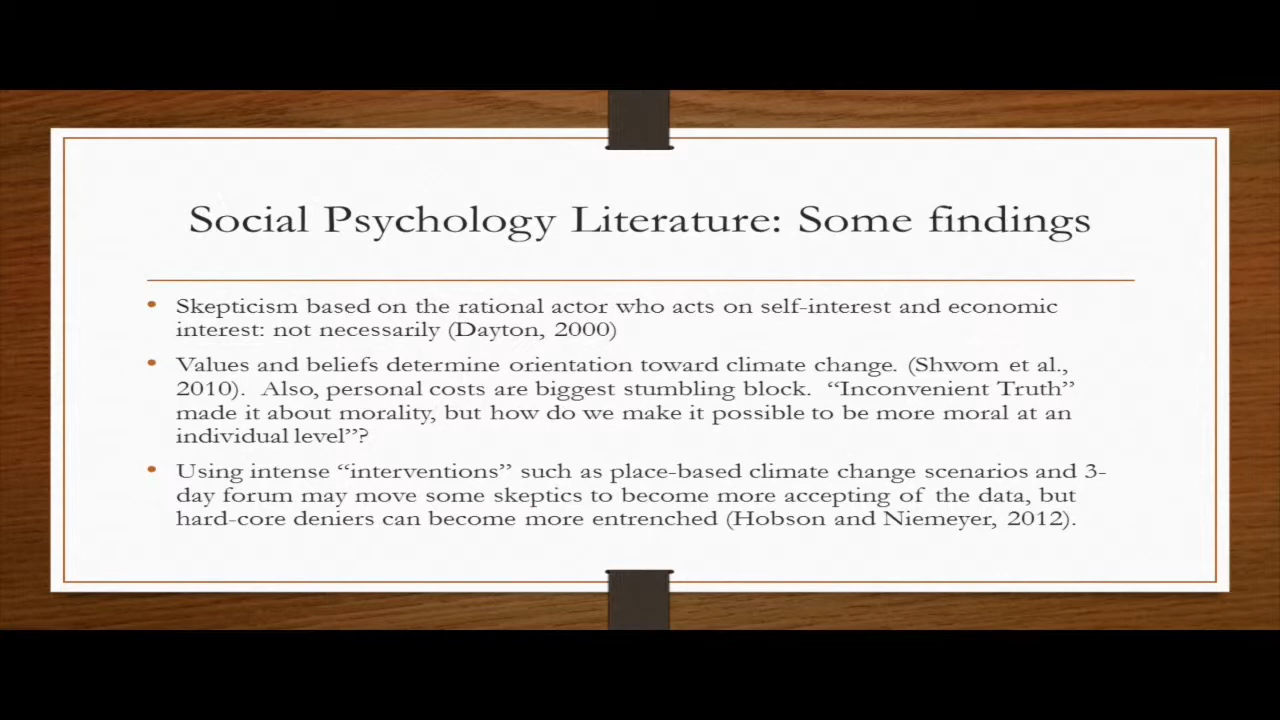 Social Psychology Literature: Some findings
• Skepticism based on the rational actor who acts on self-interest and economic
interest: not necessarily (Dayton, 2000)
• Values and beliefs determine orientation toward climate change. (Shwom et al.,
2010).  Also, personal costs are biggest stumbling block.  “Inconvenient Truth”
made it about morality, but how do we make it possible to be more moral at an
individual level”?
• Using intense “interventions” such as place-based climate change scenarios and 3-
day forum may move some skeptics to become more accepting of the data, but
hard-core deniers can become more entrenched (Hobson and Niemeyer, 2012).